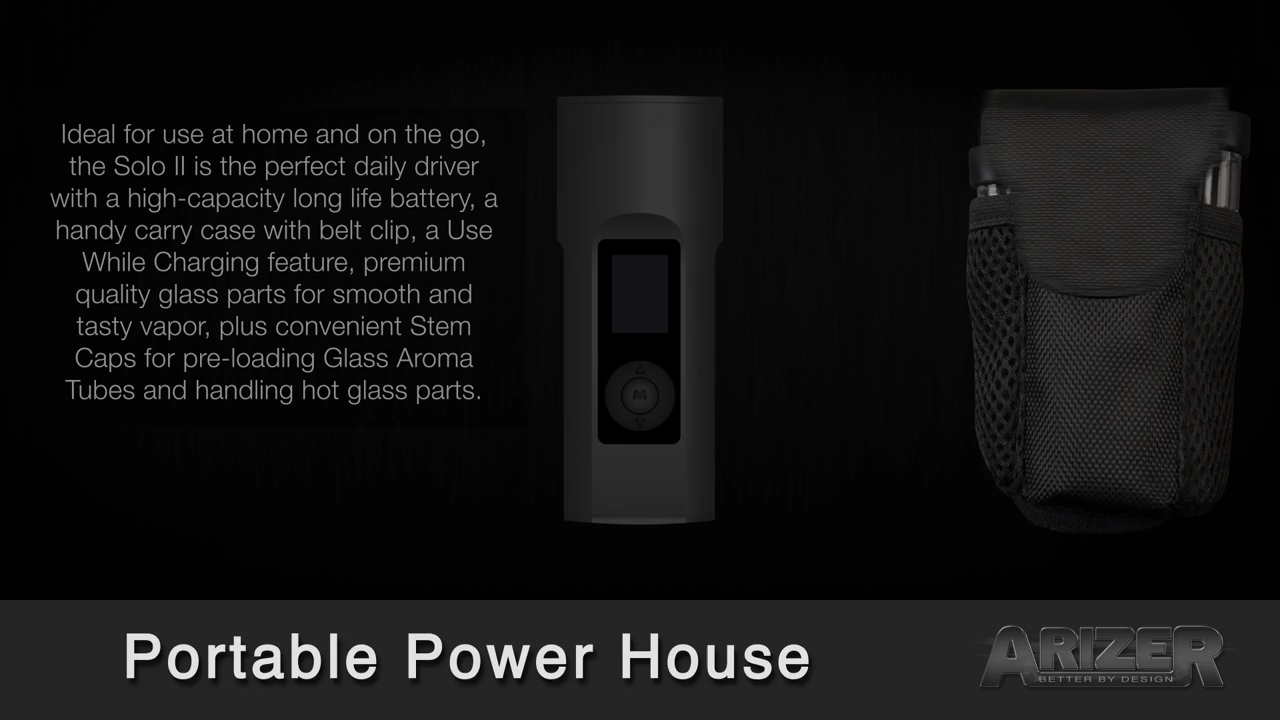 Ideal for use at home and on the go,
the Solo II is the perfect daily driver
with a high-capacity long life battery, a
handy carry case with belt clip, a Use
While Charging feature, premium
quality glass parts for smooth and
tasty vapor, plus convenient Stem
Caps for pre-loading Glass Aroma
Tubes and handling hot glass parts.
M
Portable Power House
ARIZER
BETTER BY DESIGN